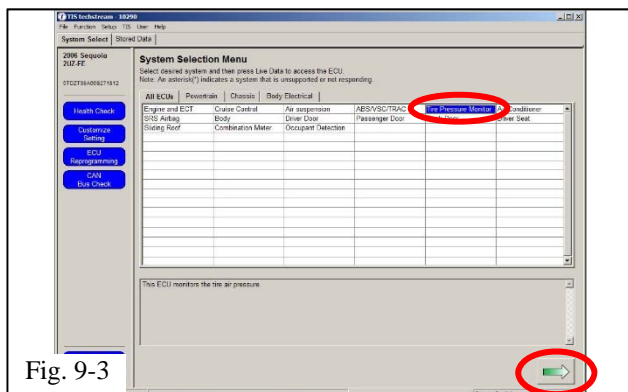 TIS techstream - 10290
File Function Setup TIS User Help
System Select Stored Data
2006 Sequoia
2UZ-FE
System Selection Menu
Select desired system and then press Live Data to access the ECU.
Note: An asterisk(*) indicates a system that is unsupported or not responding.
All ECUs Powertrain Chassis Body Electrical
Engine and ECT Cruise Control Air suspension ABS/VSC/TRAC Tire Pressure Monitor Air Conditioner
SRS Airbag Body Driver Door Passenger Door Door Driver Seat
Sliding Roof Combination Meter Occupant Detection
Health Check
Customize
Setting
ECU
Reprogramming
CAN
Bus Check
This ECU monitors the tire air pressure.
Fig. 9-3